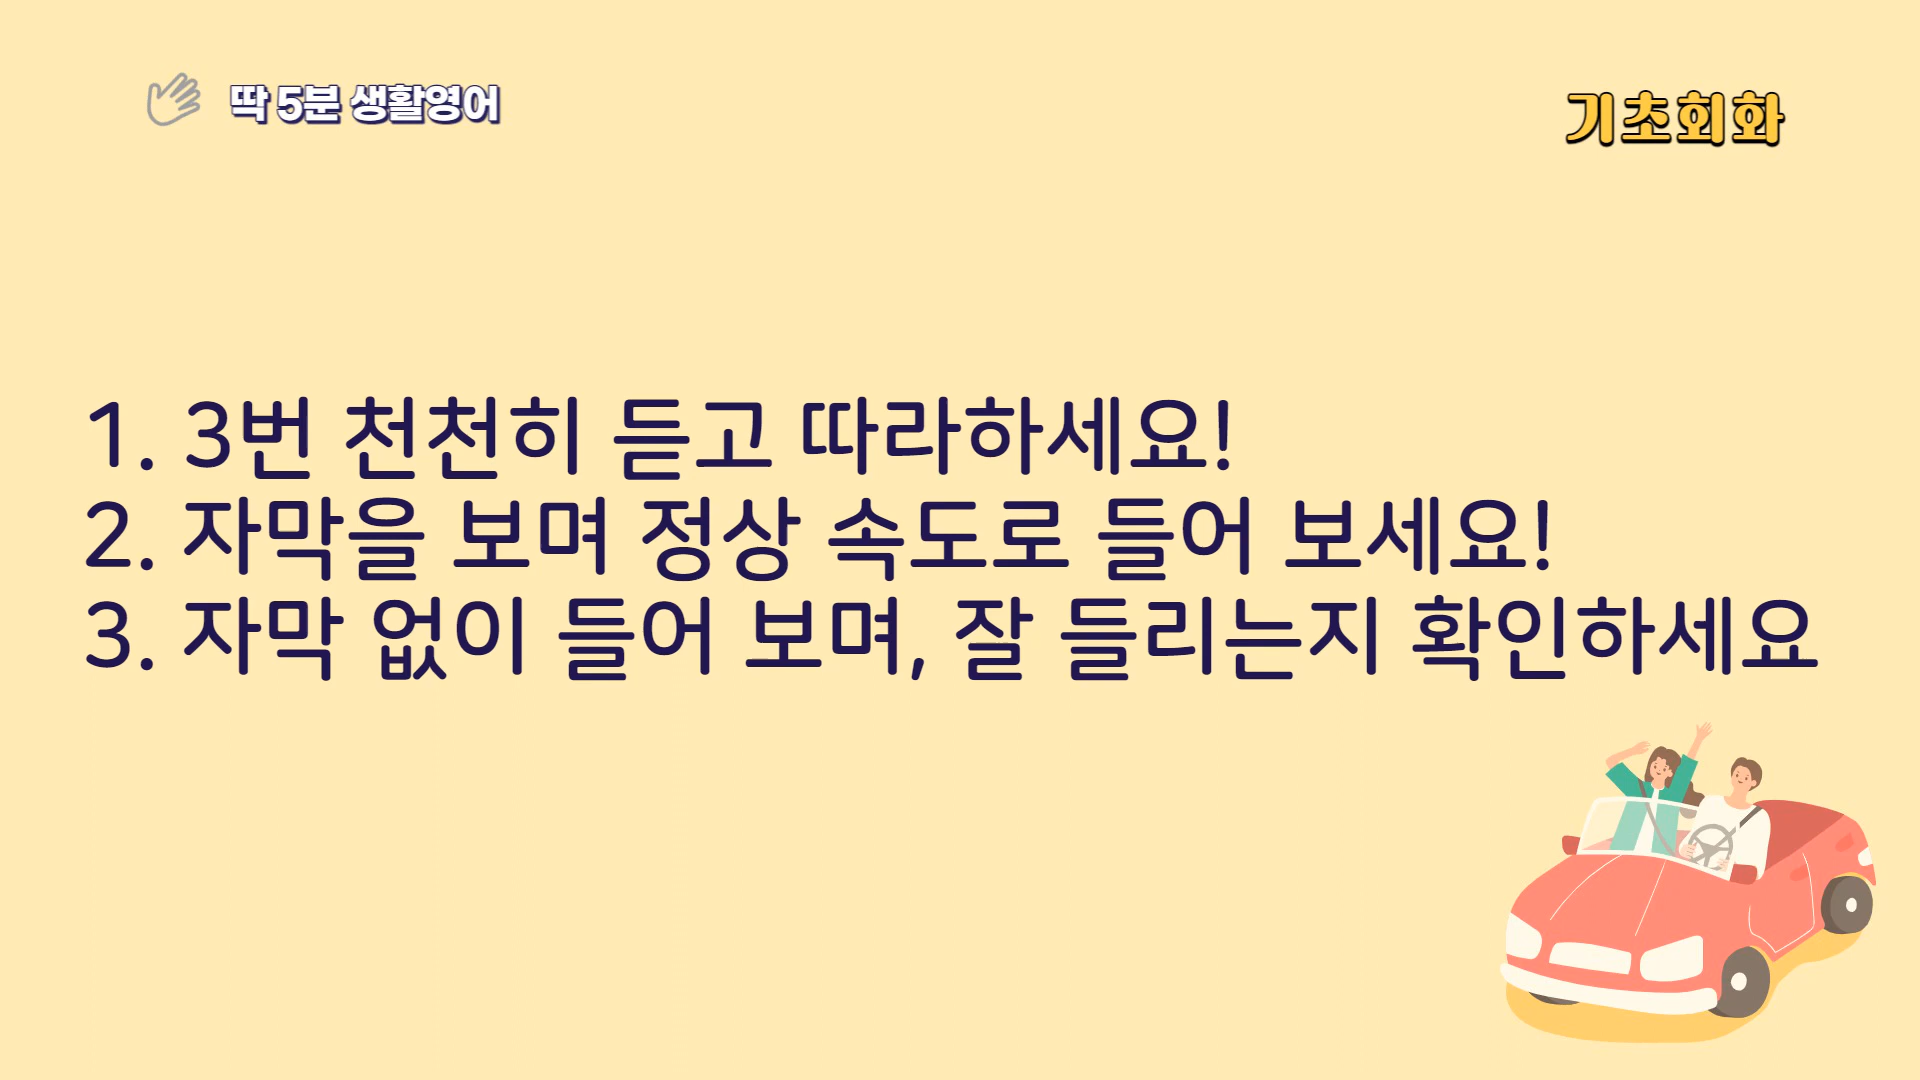 딱 5분 생활영어
기초회화
1. 3번 천천히 듣고 따라하세요!
2. 자막을 보며 정상 속도로 들어 보세요!
3. 자막 없이 들어 보며, 잘 들리는지 확인하세요